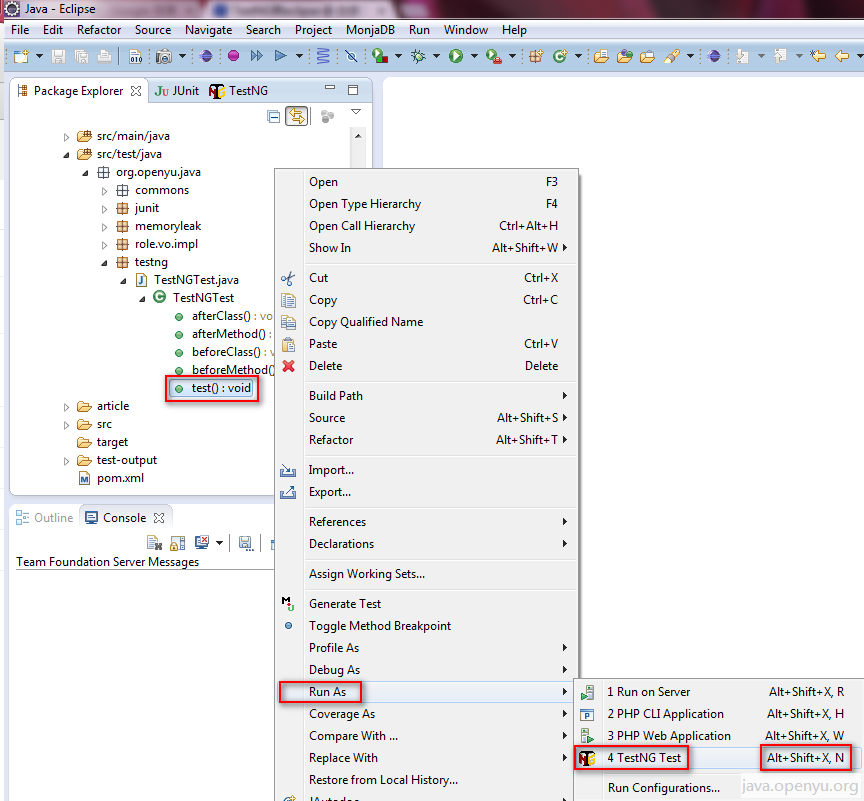 Java - Eclipse
File Edit Refactor Source Navigate Search Project MonjaDB Run Window Help
Package Explorer JUnit TestNG
src/main/java
src/test/java
org.openyu.java
commons
junit
memoryleak
role.vo.impl
testng
TestNGTest.java
TestNGTest
afterClass() : vo
afterMethod() :
beforeClass() : v
beforeMethod()
test() : void
article
src
target
test-output
pom.xml
Outline Console
Team Foundation Server Messages
Open F3
Open Type Hierarchy F4
Open Call Hierarchy Ctrl+Alt+H
Show In Alt+Shift+W
Cut Ctrl+X
Copy Ctrl+C
Copy Qualified Name
Paste Ctrl+V
Delete Delete
Build Path
Source Alt+Shift+S
Refactor Alt+Shift+T
Import...
Export...
References
Declarations
Assign Working Sets...
Generate Test
Toggle Method Breakpoint
Profile As
Debug As
Run As
Coverage As
Compare With ...
Replace With
Restore from Local History...
1 Run on Server Alt+Shift+X, R
2 PHP CLI Application Alt+Shift+X, H
3 PHP Web Application Alt+Shift+X, W
4 TestNG Test Alt+Shift+X, N
Run Configurations...
java.openyu.org